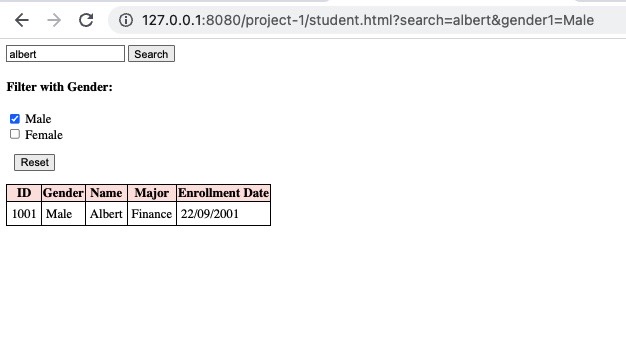 127.0.0.1:8080/project-1/student.html?search=albert&gender1=Male
albert Search
Filter with Gender:
Male
Female
Reset
ID Gender Name Major Enrollment Date
1001 Male Albert Finance 22/09/2001